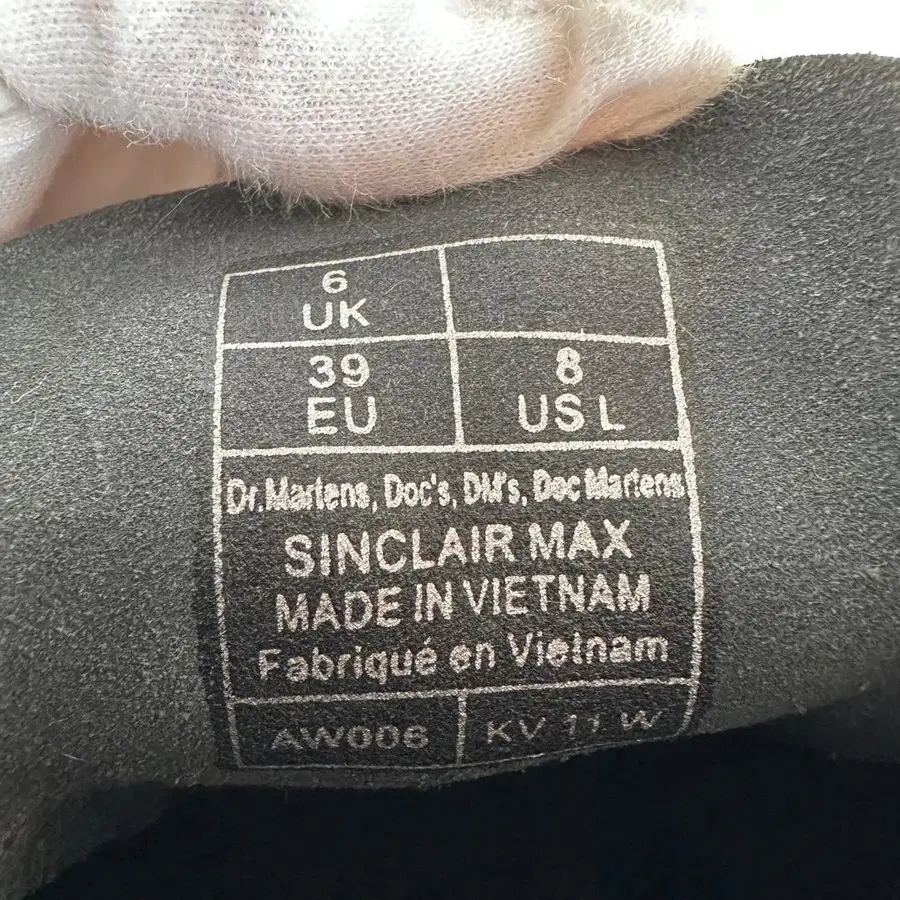 6
UK
39
EU
8
US L
Dr.Martens, Doc's, DM's, Doc Martens
SINCLAIR MAX
MADE IN VIETNAM
Fabriqué en Vietnam
AW006
KV 11 W